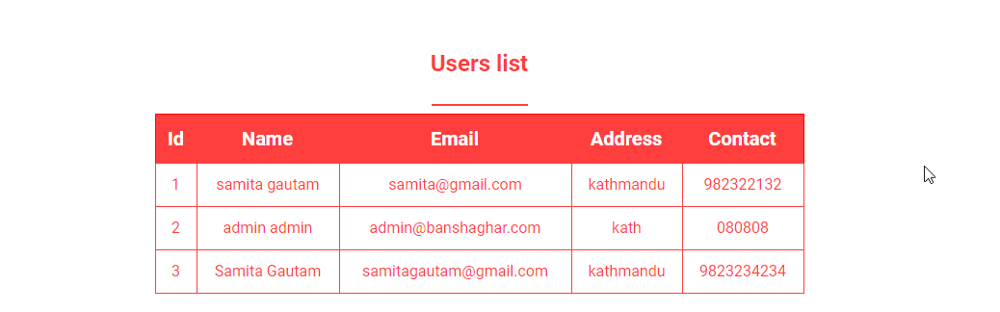 Users list
Id Name Email Address Contact
1 samita gautam samita@gmail.com kathmandu 982322132
2 admin admin admin@banshaghar.com kath 080808
3 Samita Gautam samitagautam@gmail.com kathmandu 9823234234